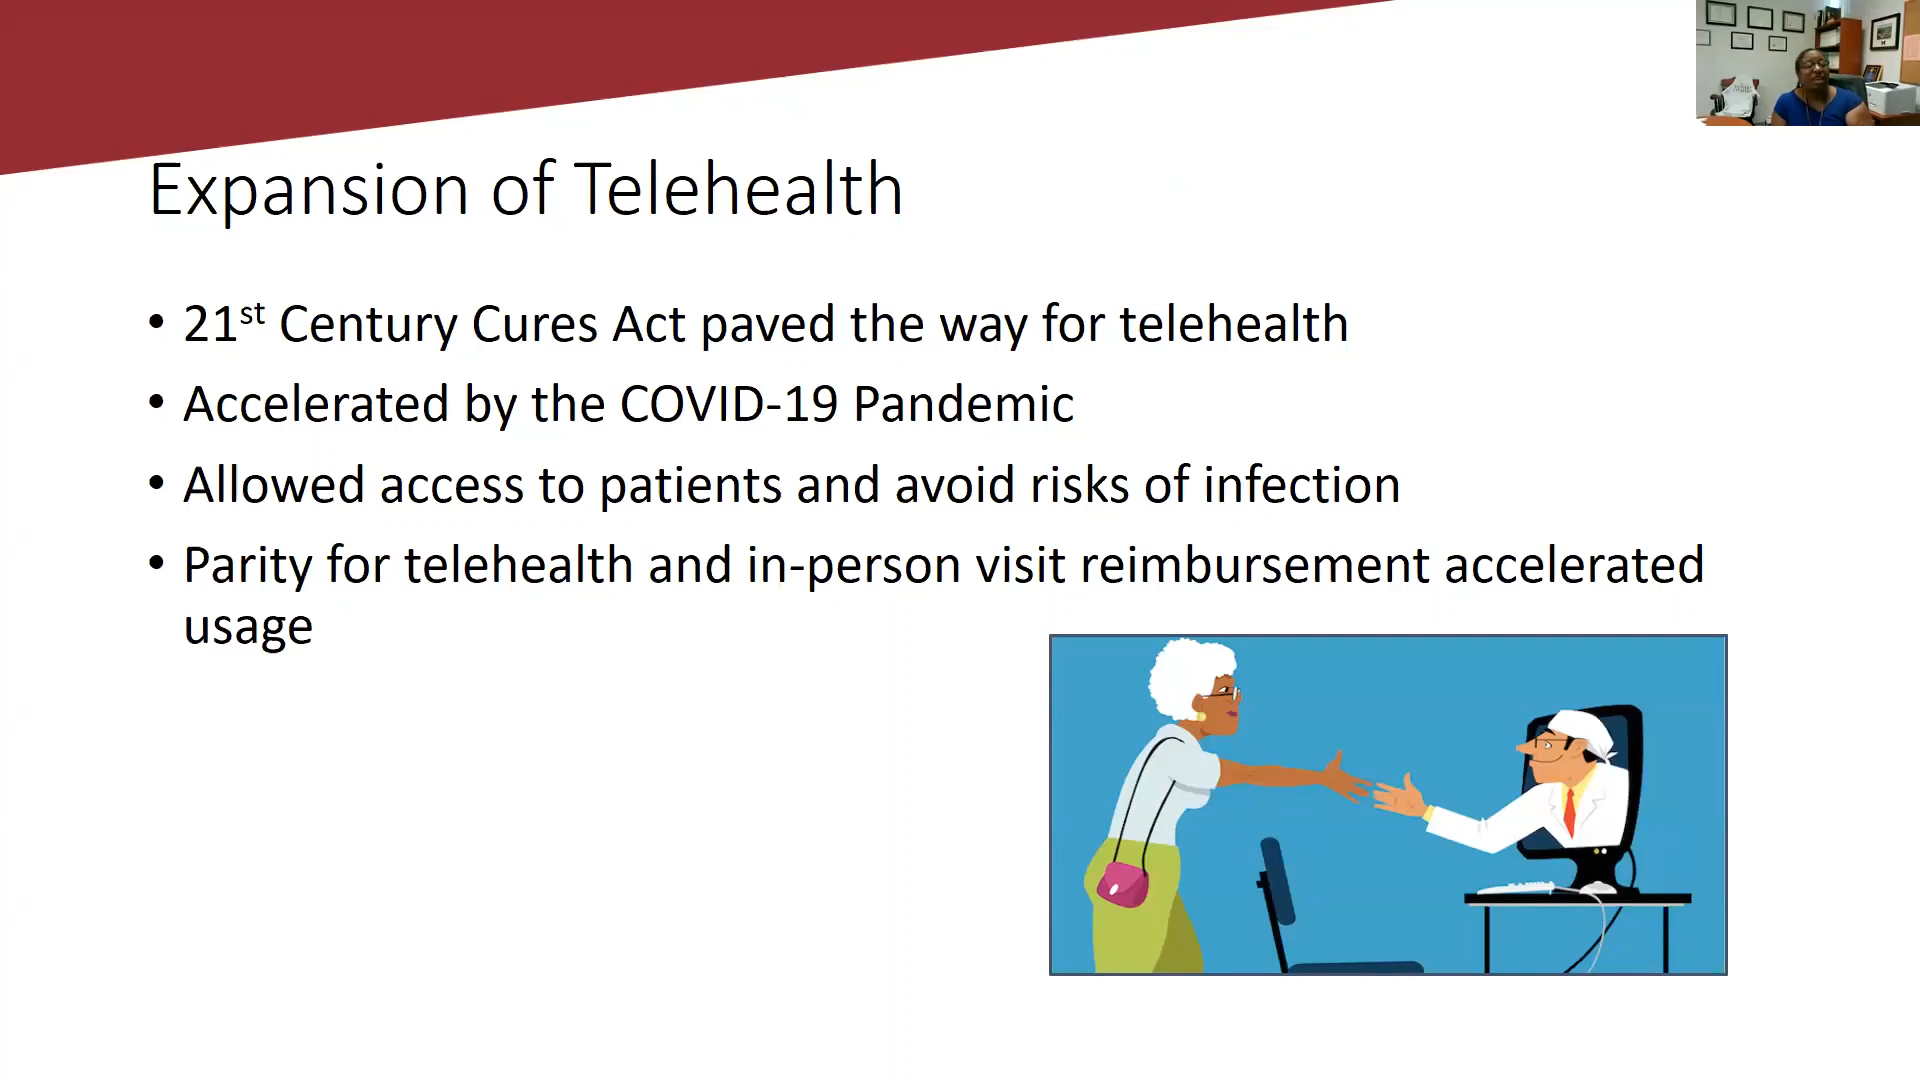 Expansion of Telehealth
• 21st Century Cures Act paved the way for telehealth
• Accelerated by the COVID-19 Pandemic
• Allowed access to patients and avoid risks of infection
• Parity for telehealth and in-person visit reimbursement accelerated
usage